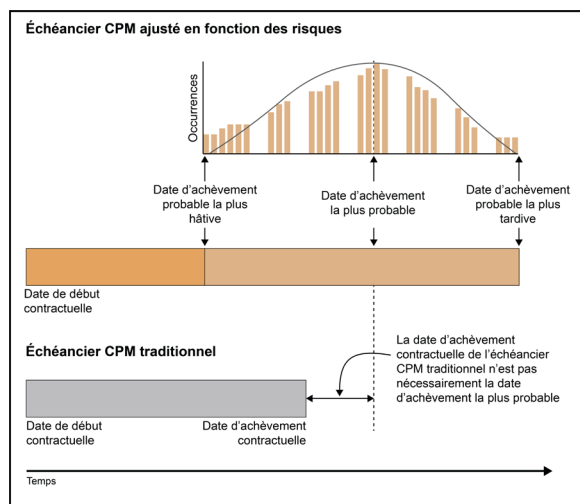 Échéancier CPM ajusté en fonction des risques
Occurrences
Date d'achèvement
probable la plus
hâtive
Date d'achèvement
la plus probable
Date d'achèvement
probable la plus
tardive
Date de début
contractuelle
Échéancier CPM traditionnel
La date d'achèvement
contractuelle de l'échéancier
CPM traditionnel n'est pas
nécessairement la date
d'achèvement la plus probable
Date de début
contractuelle
Date d'achèvement
contractuelle
Temps